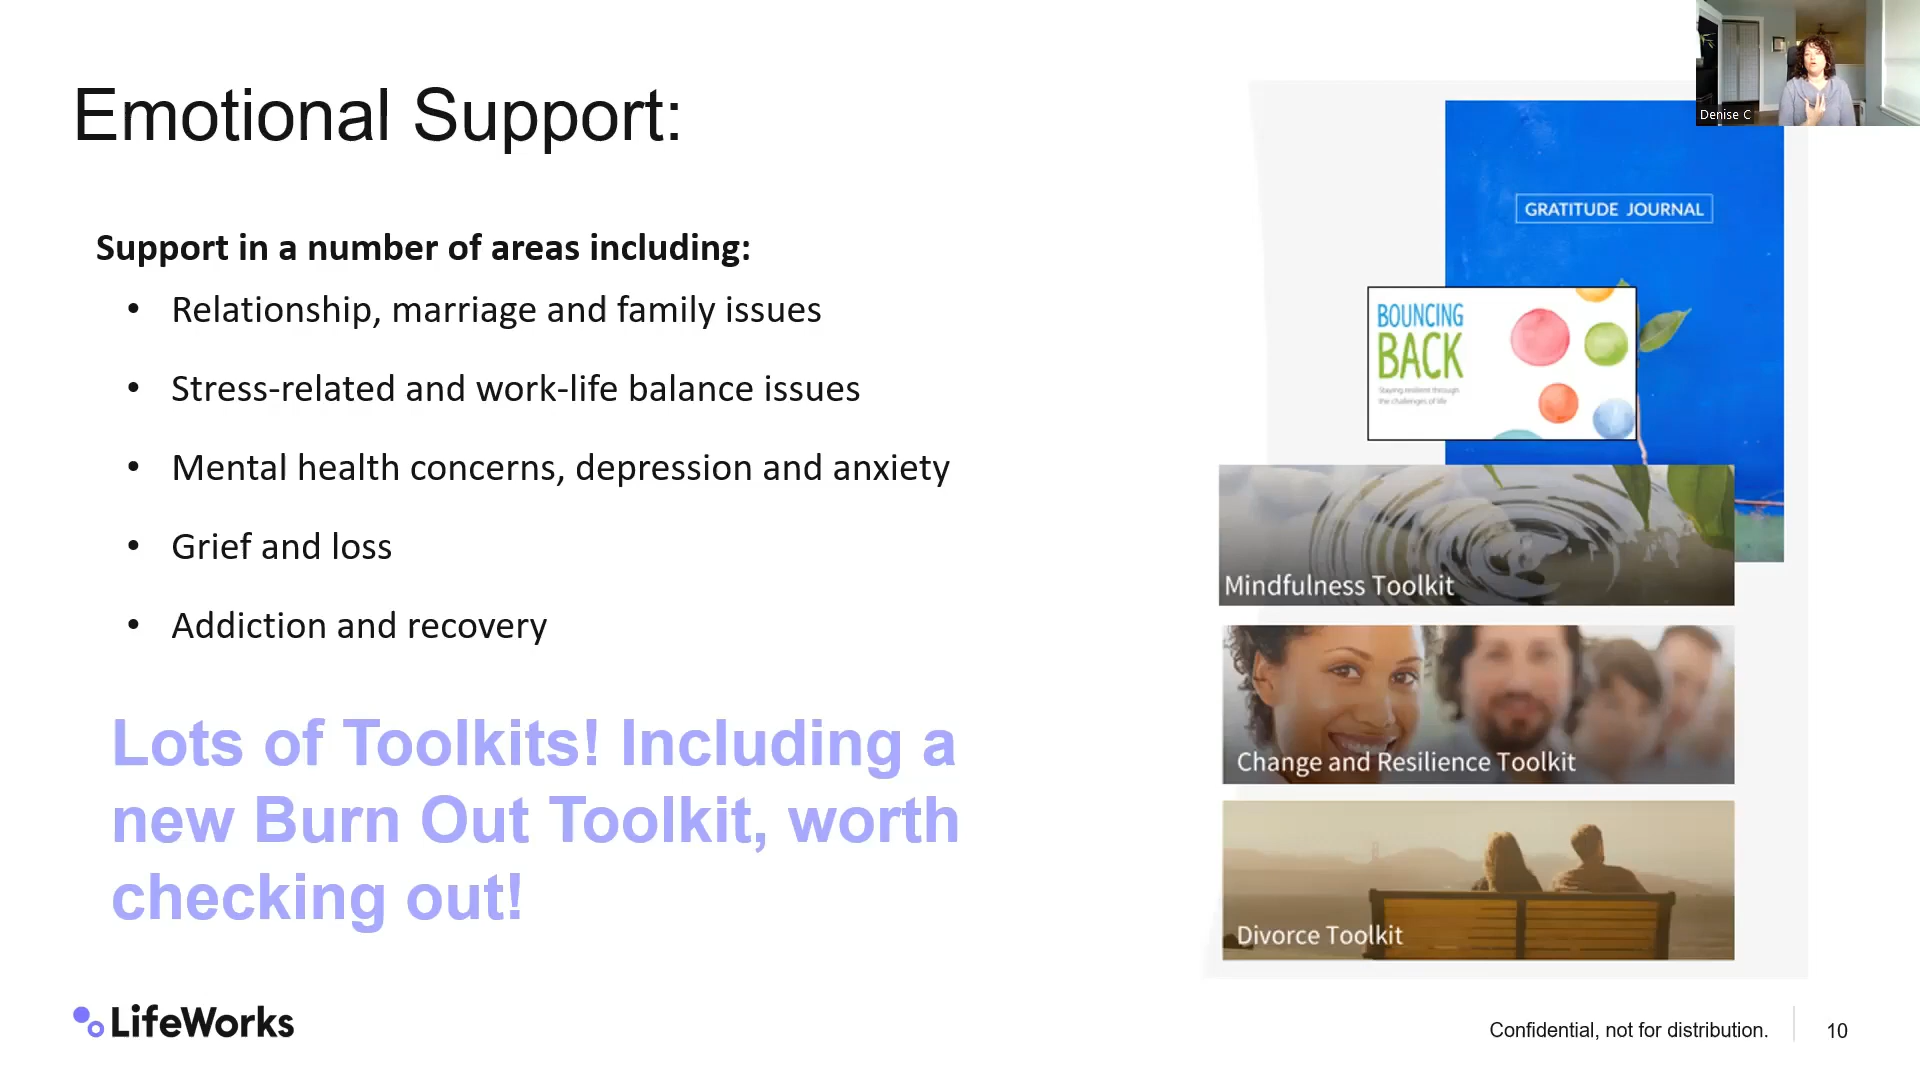 Emotional Support:
Support in a number of areas including:
• Relationship, marriage and family issues
• Stress-related and work-life balance issues
• Mental health concerns, depression and anxiety
• Grief and loss
• Addiction and recovery
Lots of Toolkits! Including a
new Burn Out Toolkit, worth
checking out!
Denise C
GRATITUDE JOURNAL
BOUNCING
BACK
Staying resilient through
the challenges of life
Mindfulness Toolkit
Change and Resilience Toolkit
Divorce Toolkit
LifeWorks
Confidential, not for distribution.
10